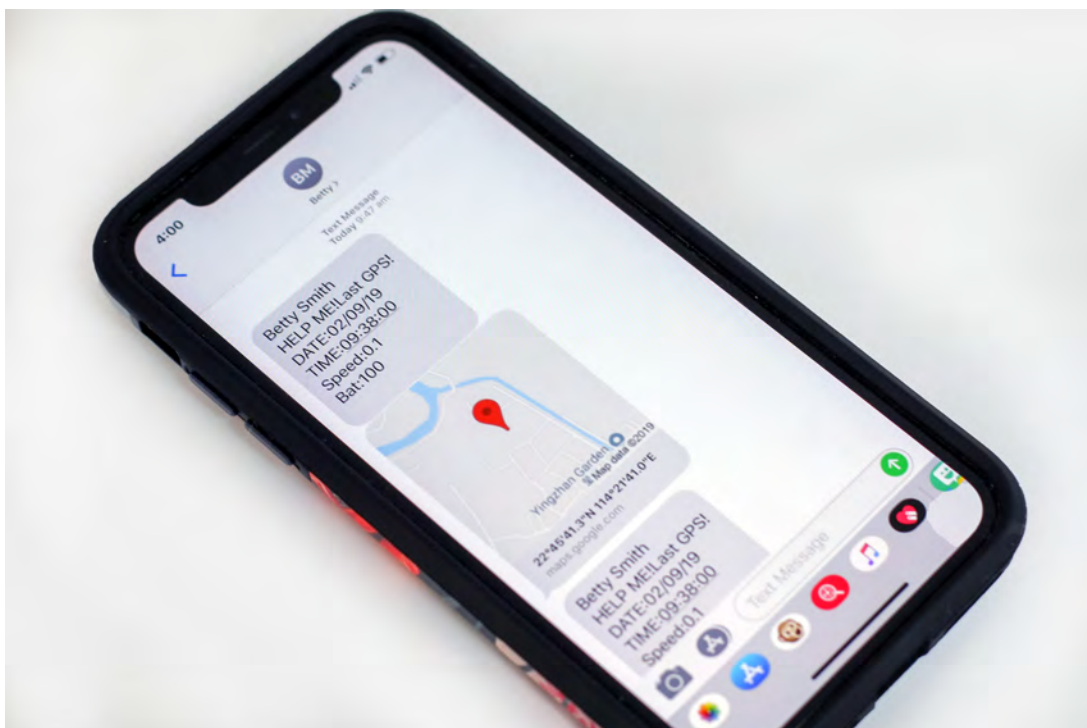 4:00
BM
Betty >
Text Message
Today 9:47 am
Betty Smith
HELP ME!Last GPS!
DATE:02/09/19
TIME:09:38:00
Speed:0.1
Bat:100
Yingzhan Garden
Map data ©2019
22°45'41.3"N 114°21'41.0"E
maps.google.com
Betty Smith
HELP ME!Last GPS!
DATE:02/09/19
TIME:09:38:00
Speed:0.1
Text Message